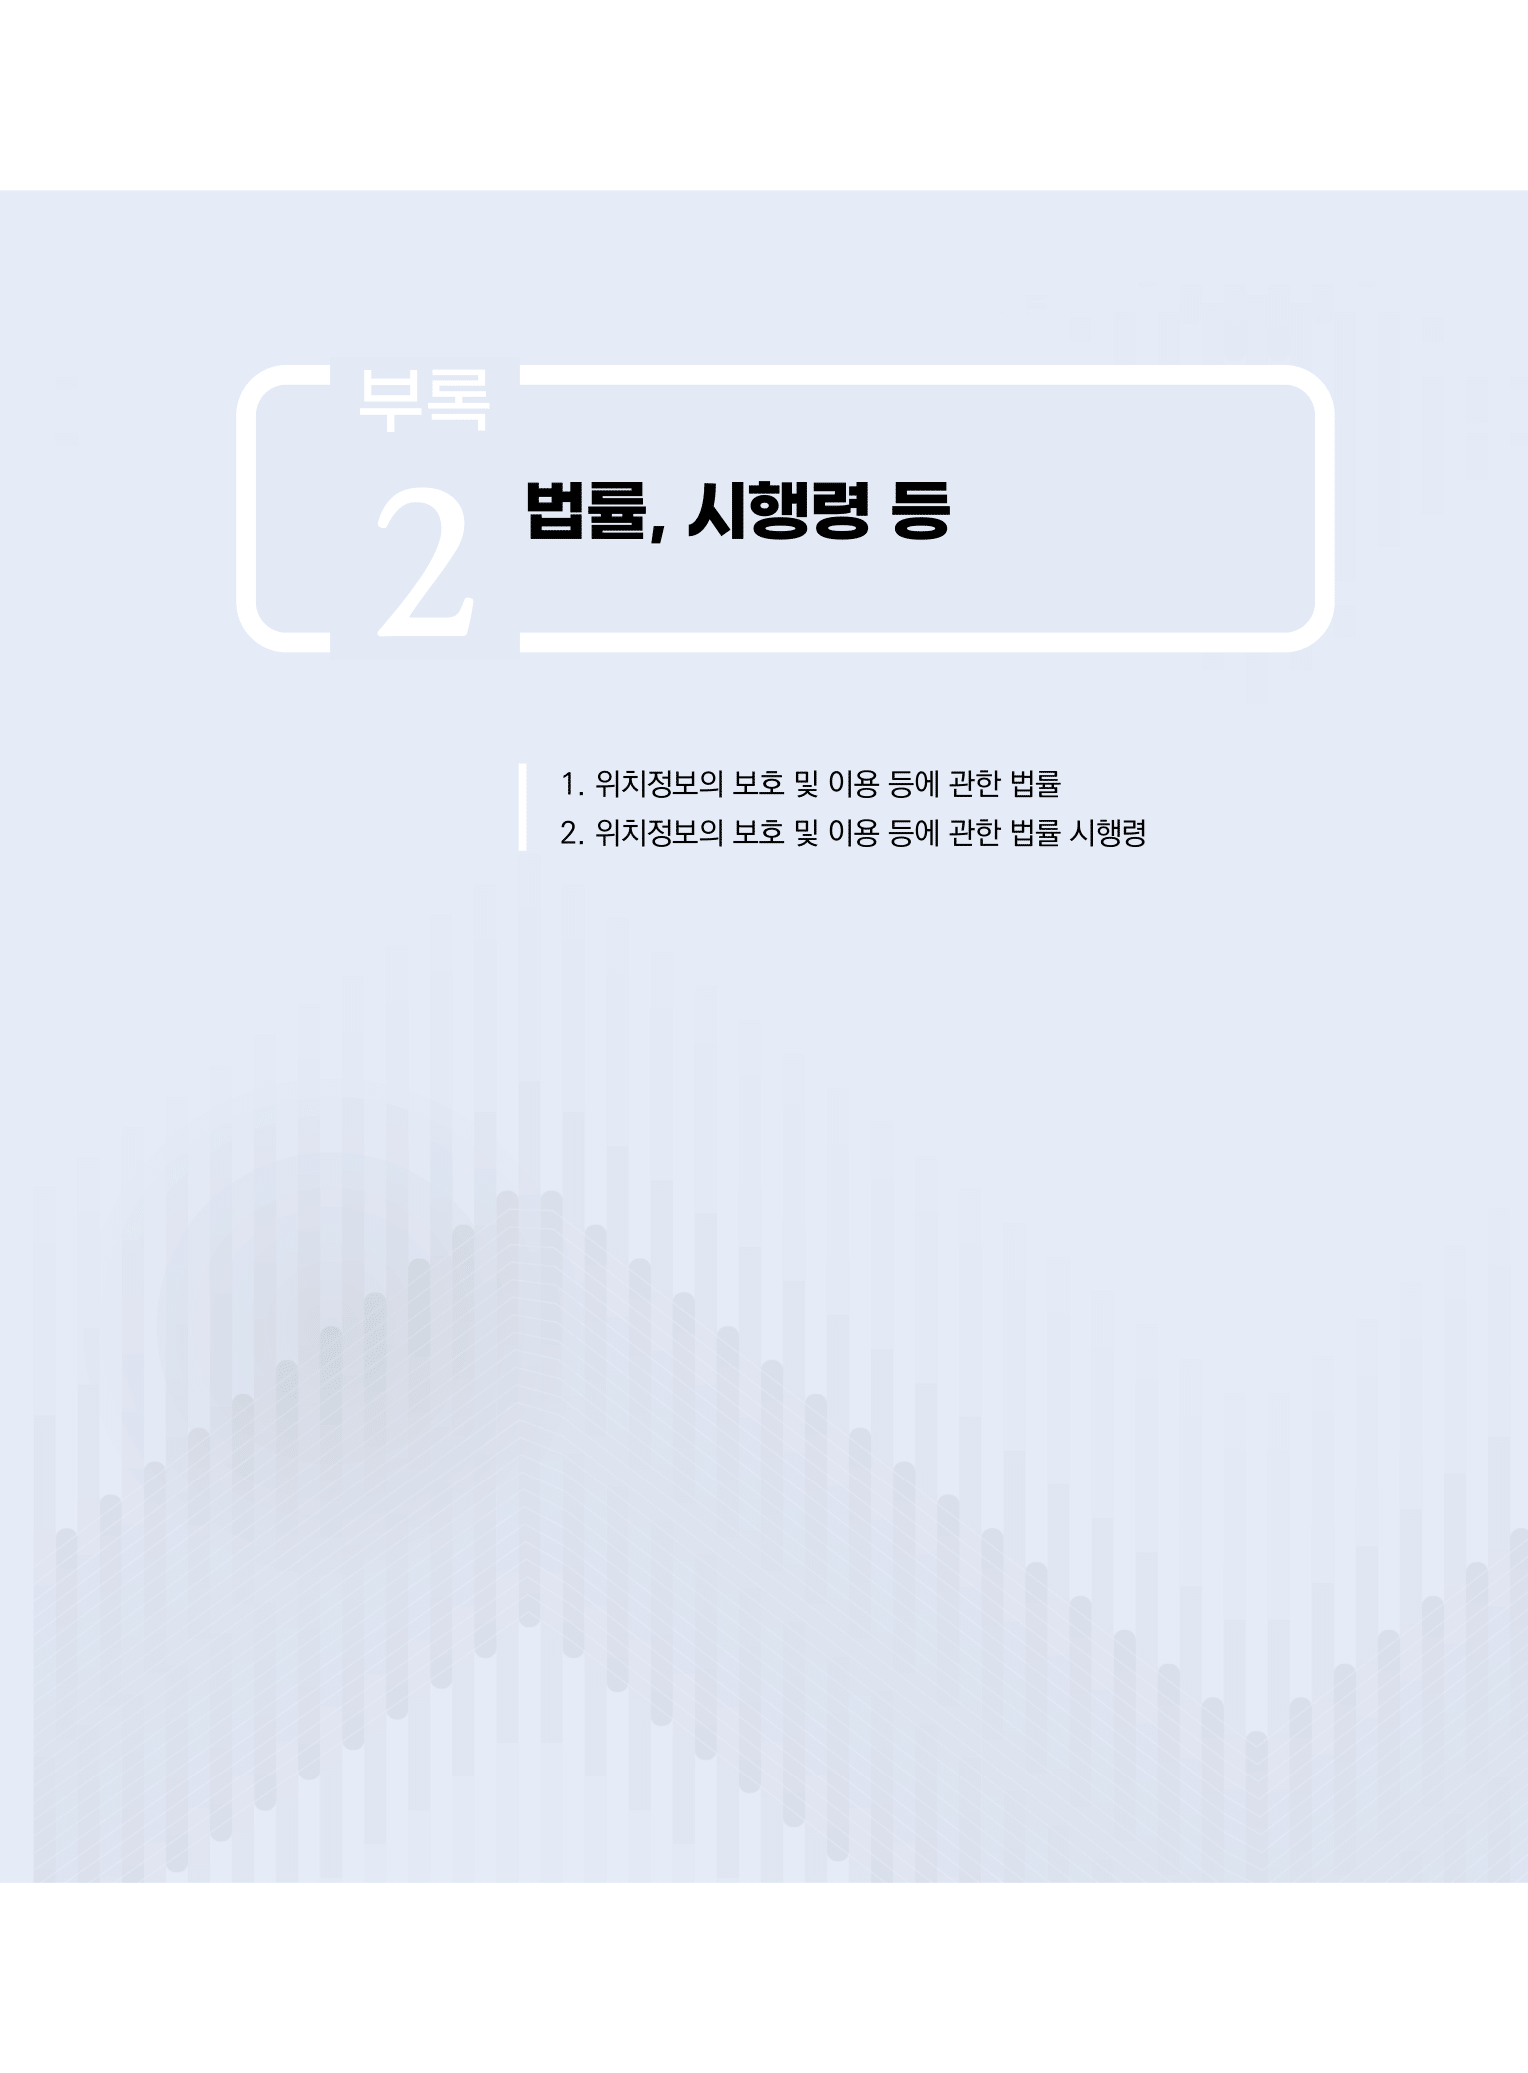 부록
2
법률, 시행령 등
1. 위치정보의 보호 및 이용 등에 관한 법률
2. 위치정보의 보호 및 이용 등에 관한 법률 시행령